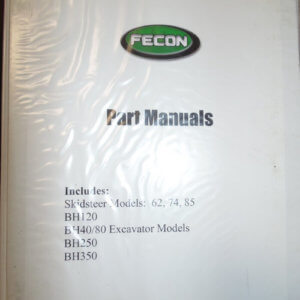 FECON
Part Manuals
Includes:
Skidsteer Models: 62, 74, 85
BH120
BH40/80 Excavator Models
BH250
BH350